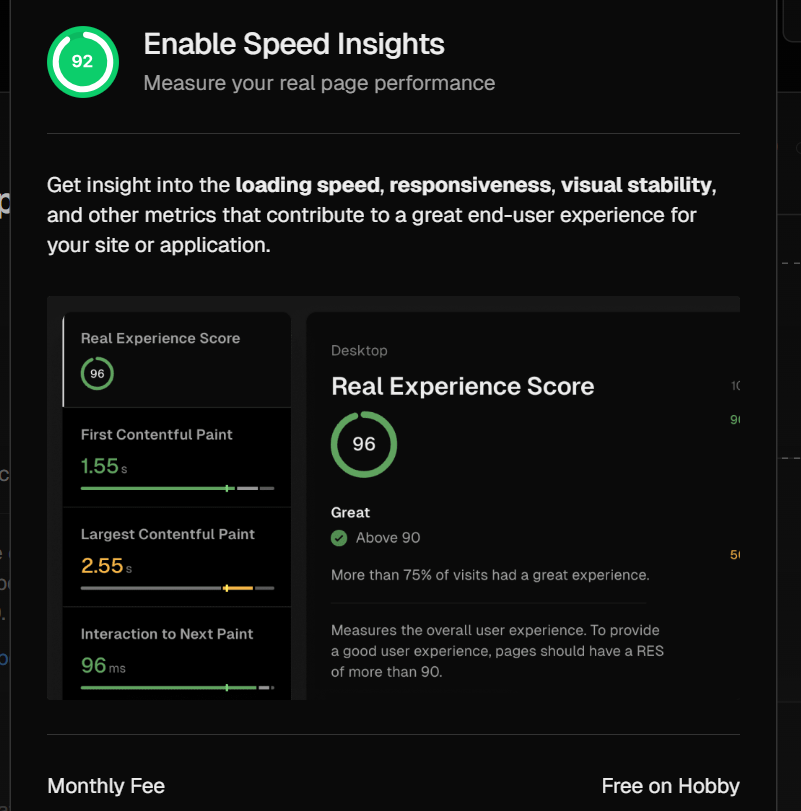 92
Enable Speed Insights
Measure your real page performance
Get insight into the loading speed, responsiveness, visual stability,
and other metrics that contribute to a great end-user experience for
your site or application.
Real Experience Score
96
First Contentful Paint
1.55s
Largest Contentful Paint
2.55s
Interaction to Next Paint
96ms
Desktop
Real Experience Score
96
Great
Above 90
More than 75% of visits had a great experience.
Measures the overall user experience. To provide
a good user experience, pages should have a RES
of more than 90.
Monthly Fee
Free on Hobby